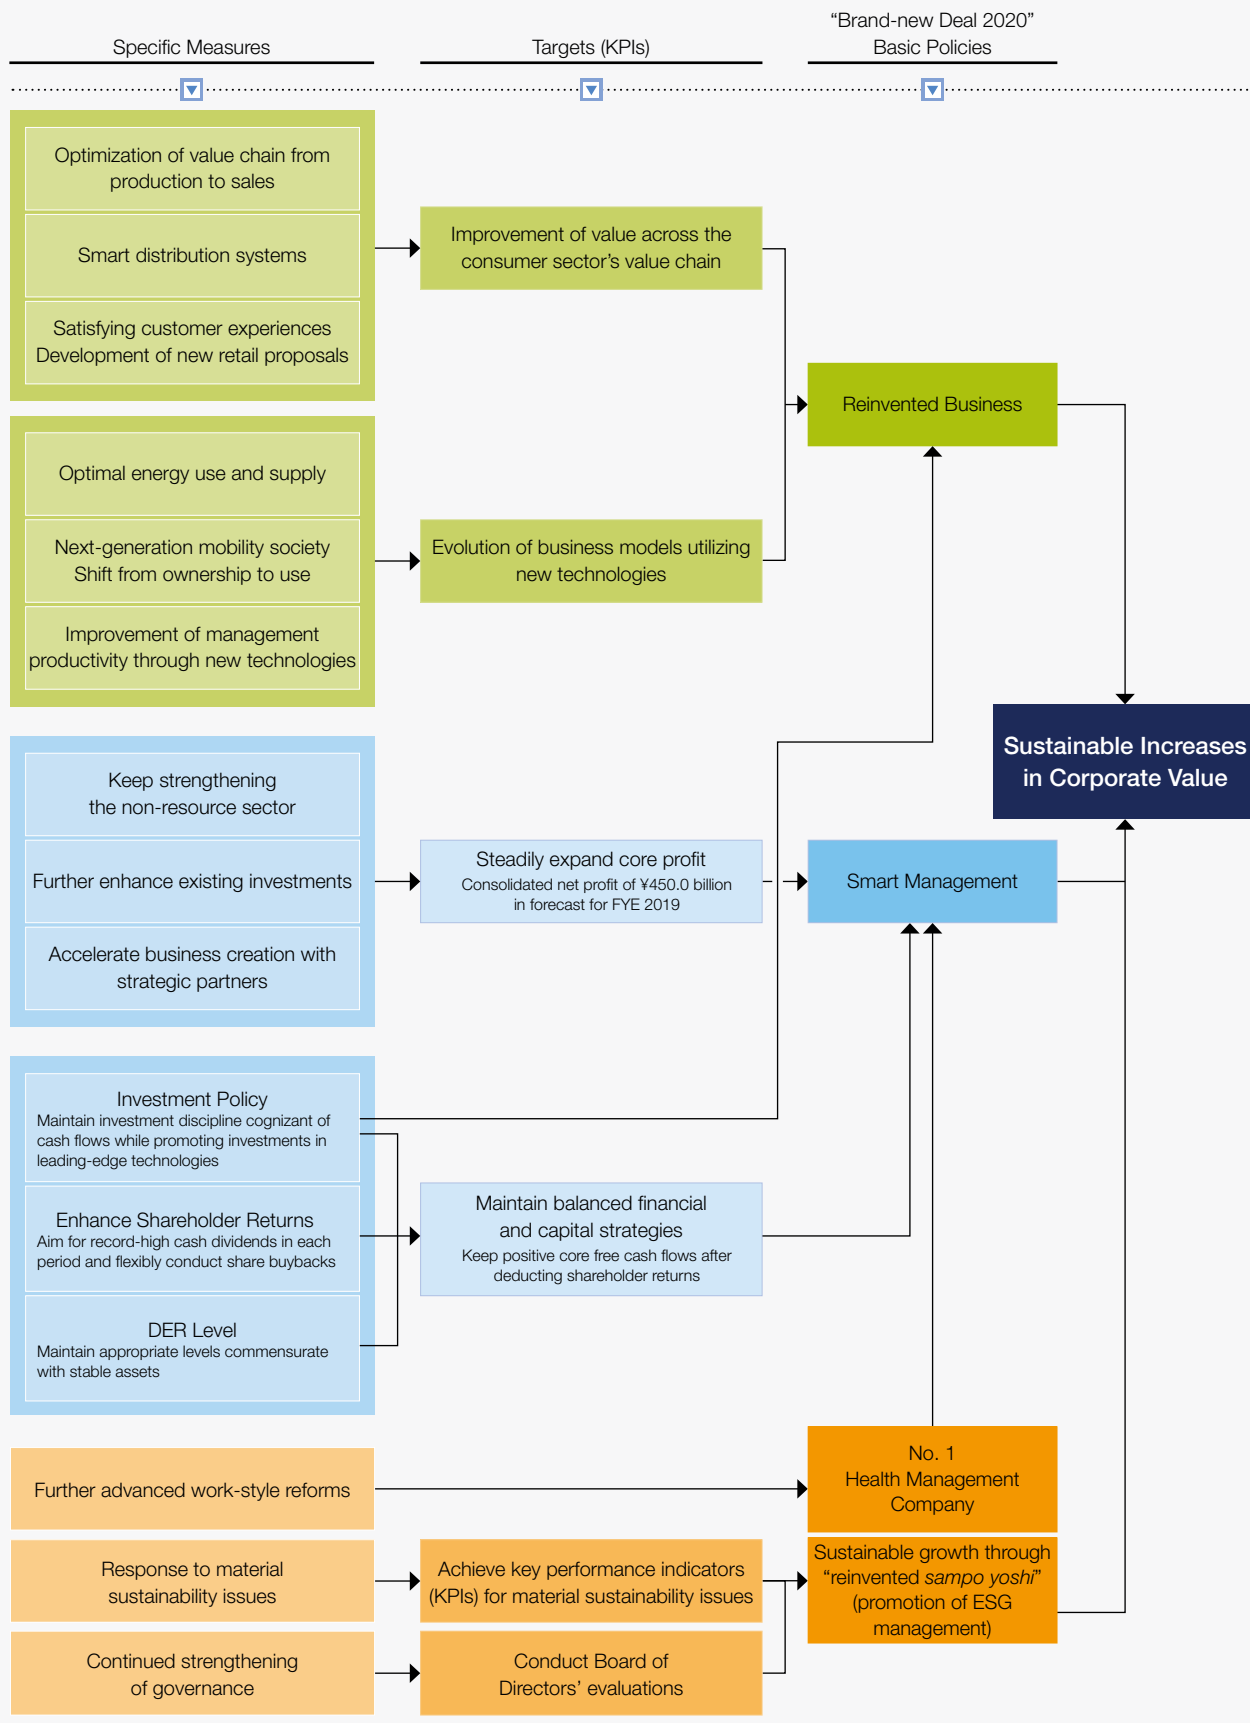 Specific Measures
Targets (KPIs)
“Brand-new Deal 2020”
Basic Policies
Optimization of value chain from
production to sales
Smart distribution systems
Satisfying customer experiences
Development of new retail proposals
Improvement of value across the
consumer sector’s value chain
Optimal energy use and supply
Next-generation mobility society
Shift from ownership to use
Improvement of management
productivity through new technologies
Evolution of business models utilizing
new technologies
Reinvented Business
Sustainable Increases
in Corporate Value
Keep strengthening
the non-resource sector
Further enhance existing investments
Accelerate business creation with
strategic partners
Steadily expand core profit
Consolidated net profit of ¥450.0 billion
in forecast for FYE 2019
Smart Management
Investment Policy
Maintain investment discipline cognizant of
cash flows while promoting investments in
leading-edge technologies
Enhance Shareholder Returns
Aim for record-high cash dividends in each
period and flexibly conduct share buybacks
DER Level
Maintain appropriate levels commensurate
with stable assets
Maintain balanced financial
and capital strategies
Keep positive core free cash flows after
deducting shareholder returns
Further advanced work-style reforms
No. 1
Health Management
Company
Response to material
sustainability issues
Achieve key performance indicators
(KPIs) for material sustainability issues
Sustainable growth through
“reinvented sampo yoshi”
(promotion of ESG
management)
Continued strengthening
of governance
Conduct Board of
Directors’ evaluations